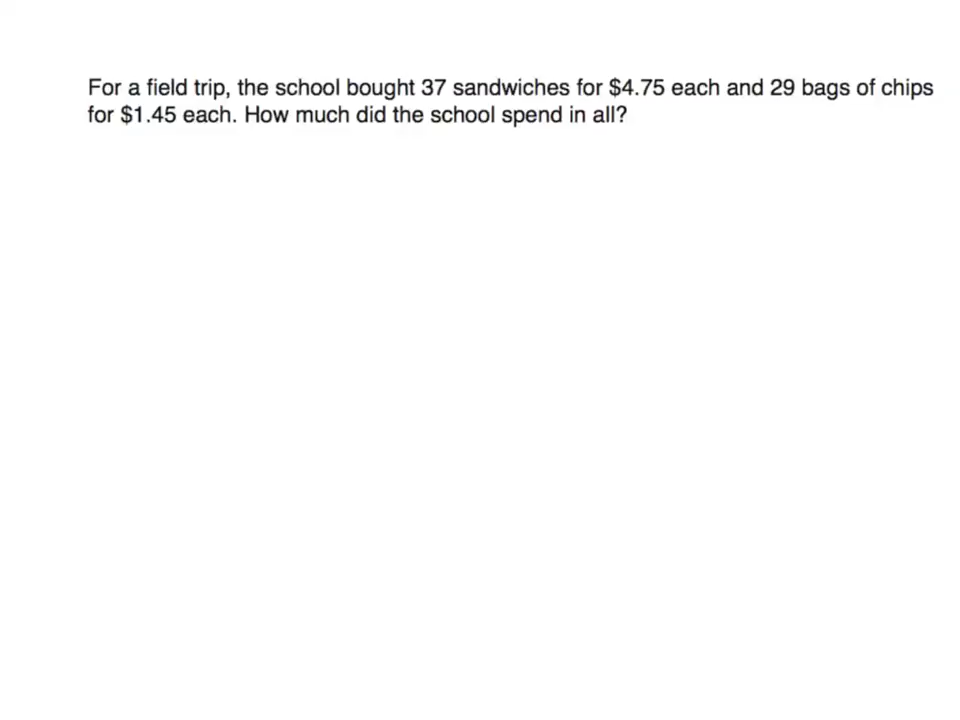 For a field trip, the school bought 37 sandwiches for $4.75 each and 29 bags of chips
for $1.45 each. How much did the school spend in all?